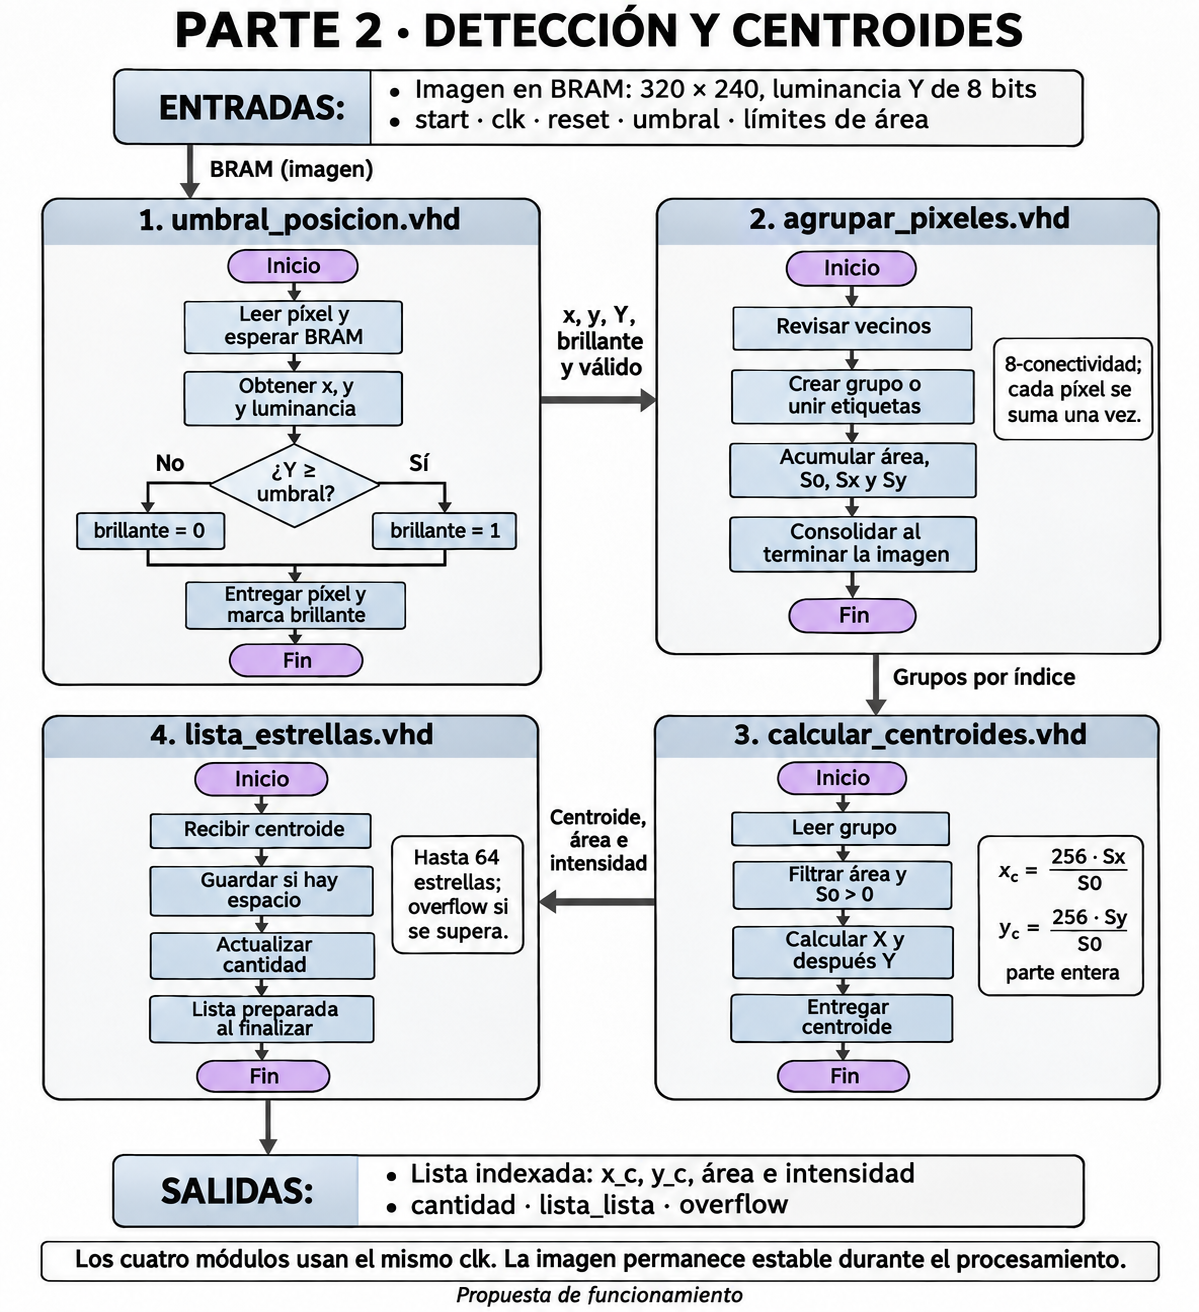 PARTE 2 · DETECCIÓN Y CENTROIDES
ENTRADAS:
• Imagen en BRAM: 320 × 240, luminancia Y de 8 bits
• start · clk · reset · umbral · límites de área
BRAM (imagen)
1. umbral_posicion.vhd
Inicio
Leer píxel y
esperar BRAM
Obtener x, y
y luminancia
¿Y ≥
umbral?
No
Sí
brillante = 0
brillante = 1
Entregar píxel y
marca brillante
Fin
x, y, Y,
brillante
y válido
2. agrupar_pixeles.vhd
Inicio
Revisar vecinos
Crear grupo o
unir etiquetas
Acumular área,
S0, Sx y Sy
Consolidar al
terminar la imagen
Fin
8-conectividad;
cada píxel se
suma una vez.
Grupos por índice
3. calcular_centroides.vhd
Inicio
Leer grupo
Filtrar área y
S0 > 0
Calcular X y
después Y
Entregar
centroide
Fin
x_c = 256 · Sx / S0
y_c = 256 · Sy / S0
parte entera
Centroide,
área e
intensidad
4. lista_estrellas.vhd
Inicio
Recibir centroide
Guardar si hay
espacio
Actualizar
cantidad
Lista preparada
al finalizar
Fin
Hasta 64
estrellas;
overflow si
se supera.
SALIDAS:
• Lista indexada: x_c, y_c, área e intensidad
• cantidad · lista_lista · overflow
Los cuatro módulos usan el mismo clk. La imagen permanece estable durante el procesamiento.
Propuesta de funcionamiento